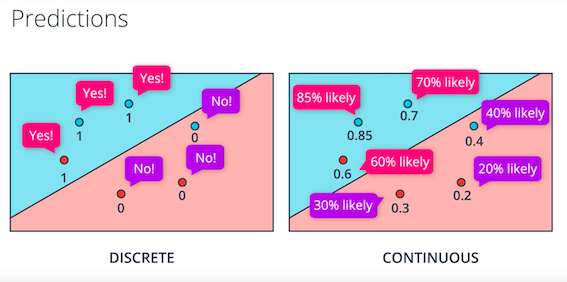 Predictions
Yes!
Yes!
No!
1
1
0
Yes!
1
No!
No!
0
0
DISCRETE
70% likely
85% likely
0.7
40% likely
0.85
0.4
60% likely
0.6
20% likely
0.2
30% likely
0.3
CONTINUOUS